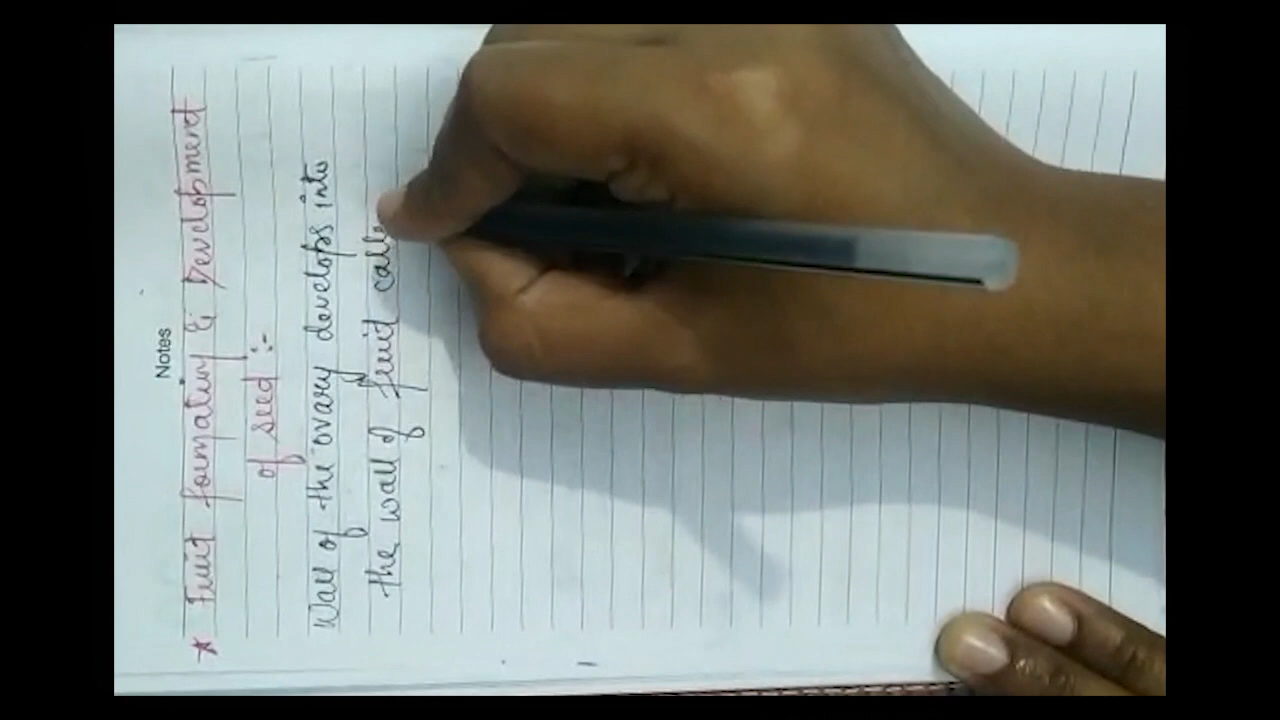 Notes
* Fruit formation & Development
of seed :-
Wall of the ovary develops into
the wall of fruit calle